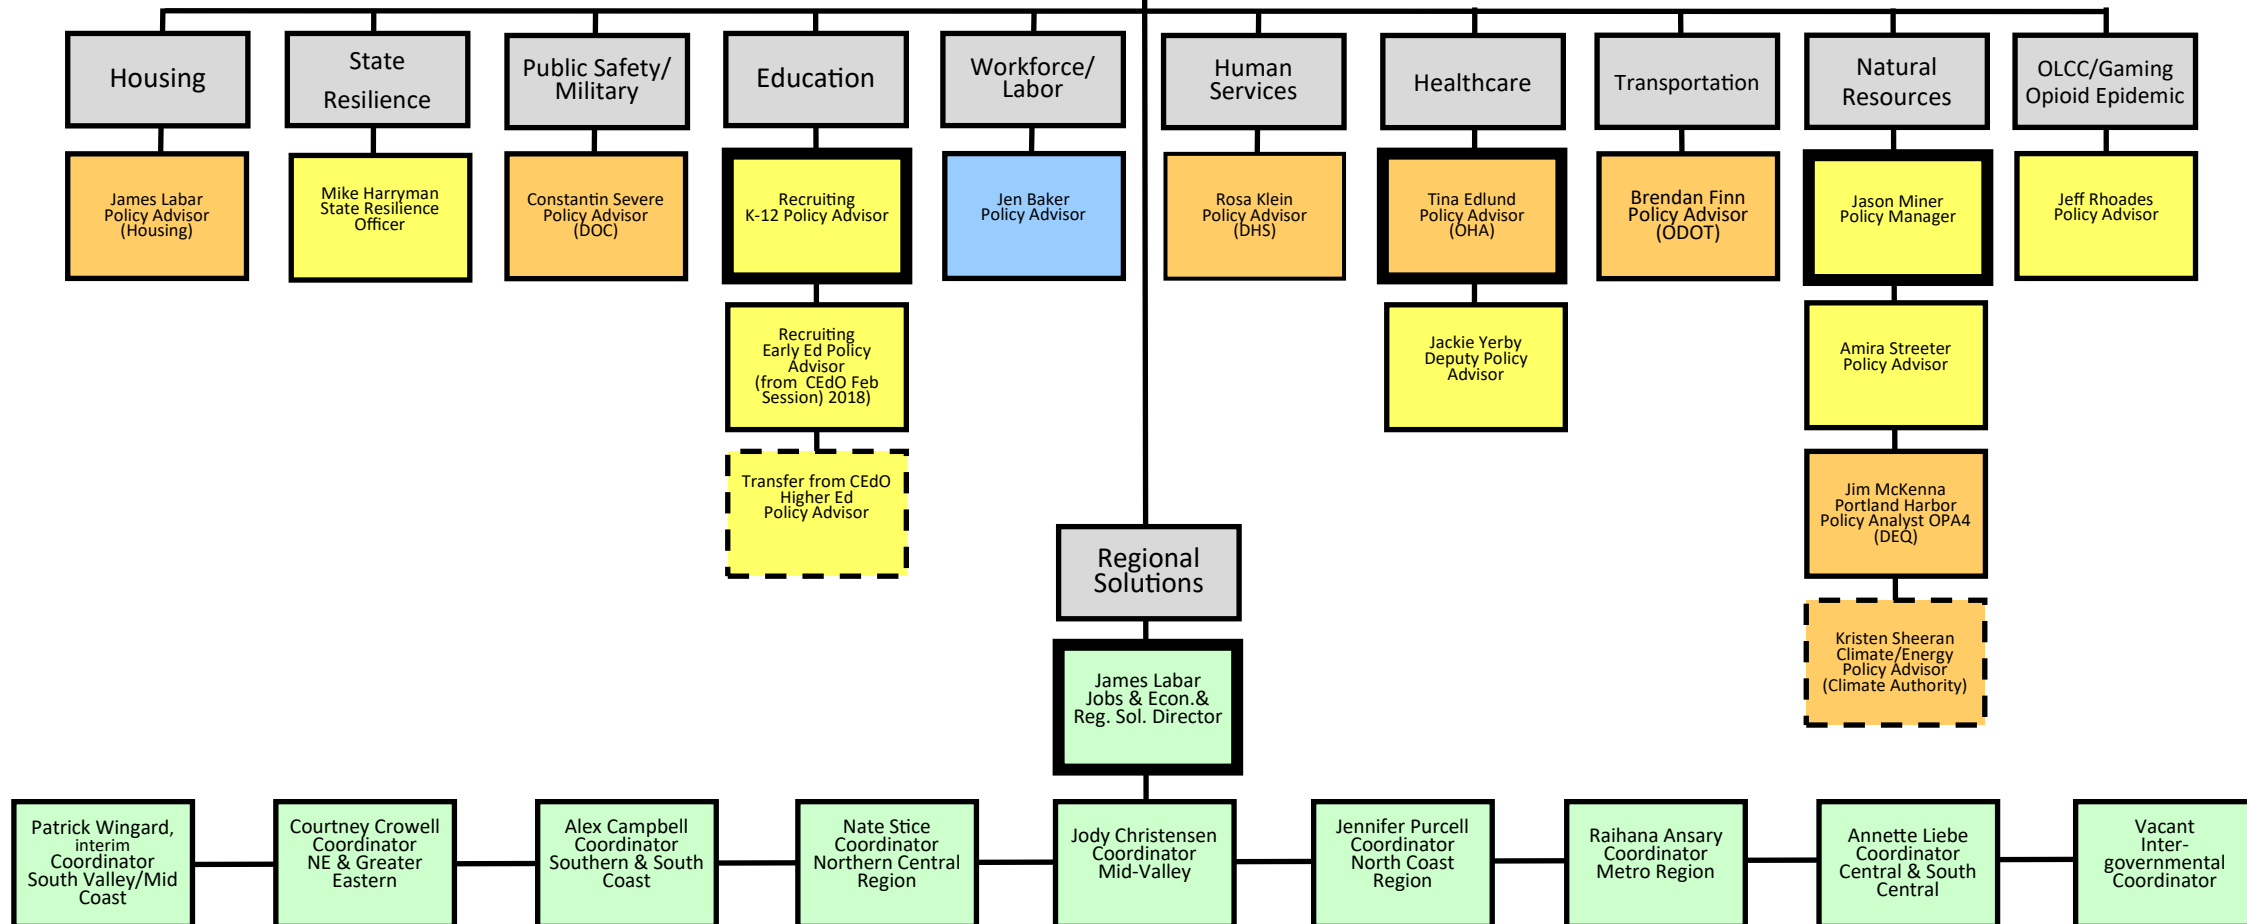 Housing
State
Resilience
Public Safety/
Military
Education
Workforce/
Labor
Human
Services
Healthcare
Transportation
Natural
Resources
OLCC/Gaming
Opioid Epidemic
James Labar
Policy Advisor
(Housing)
Mike Harryman
State Resilience
Officer
Constantin Severe
Policy Advisor
(DOC)
Recruiting
K-12 Policy Advisor
Jen Baker
Policy Advisor
Rosa Klein
Policy Advisor
(DHS)
Tina Edlund
Policy Advisor
(OHA)
Brendan Finn
Policy Advisor
(ODOT)
Jason Miner
Policy Manager
Jeff Rhoades
Policy Advisor
Recruiting
Early Ed Policy
Advisor
(from CEdO Feb
Session) 2018)
Jackie Yerby
Deputy Policy
Advisor
Amira Streeter
Policy Advisor
Transfer from CEdO
Higher Ed
Policy Advisor
Jim McKenna
Portland Harbor
Policy Analyst OPA4
(DEQ)
Regional
Solutions
Kristen Sheeran
Climate/Energy
Policy Advisor
(Climate Authority)
James Labar
Jobs & Econ.&
Reg. Sol. Director
Patrick Wingard,
interim
Coordinator
South Valley/Mid
Coast
Courtney Crowell
Coordinator
NE & Greater
Eastern
Alex Campbell
Coordinator
Southern & South
Coast
Nate Stice
Coordinator
Northern Central
Region
Jody Christensen
Coordinator
Mid-Valley
Jennifer Purcell
Coordinator
North Coast
Region
Raihana Ansary
Coordinator
Metro Region
Annette Liebe
Coordinator
Central & South
Central
Vacant
Inter-
governmental
Coordinator